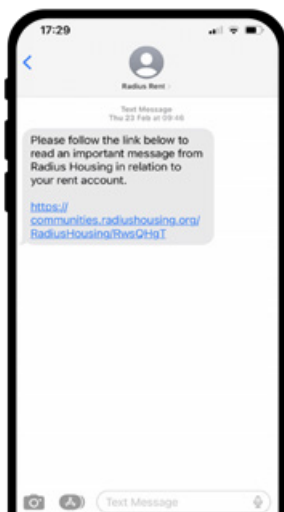 17:29
Radius Rent
Text Message
Thu 23 Feb at 09:46
Please follow the link below to
read an important message from
Radius Housing in relation to
your rent account.
https://
communities.radiushousing.org/
RadiusHousing/RwsQHgT
Text Message